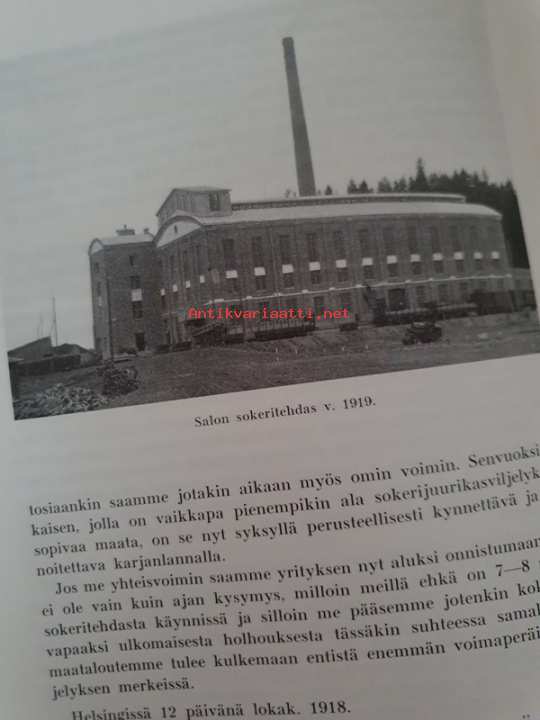 Antikvariaatti.net
Salon sokeritehdas v. 1919.
tosiaankin saamme jotakin aikaan myös omin voimin. Senvuoksi
kaisen, jolla on vaikkapa pienempikin ala sokerijuurikasviljelyk
sopivaa maata, on se nyt syksyllä perusteellisesti kynnettävä ja
noitettava karjanlannalla.
Jos me yhteisvoimin saamme yrityksen nyt aluksi onnistumaan
ei ole vain kuin ajan kysymys, milloin meillä ehkä on 7—8
sokeritehdasta käynnissä ja silloin me pääsemme jotenkin kok
vapaaksi ulkomaisesta holhouksesta tässäkin suhteessa samal
maataloutemme tulee kulkemaan entistä enemmän voimaperäi
jelyksen merkeissä.
Helsingissä 12 päivänä lokak. 1918.